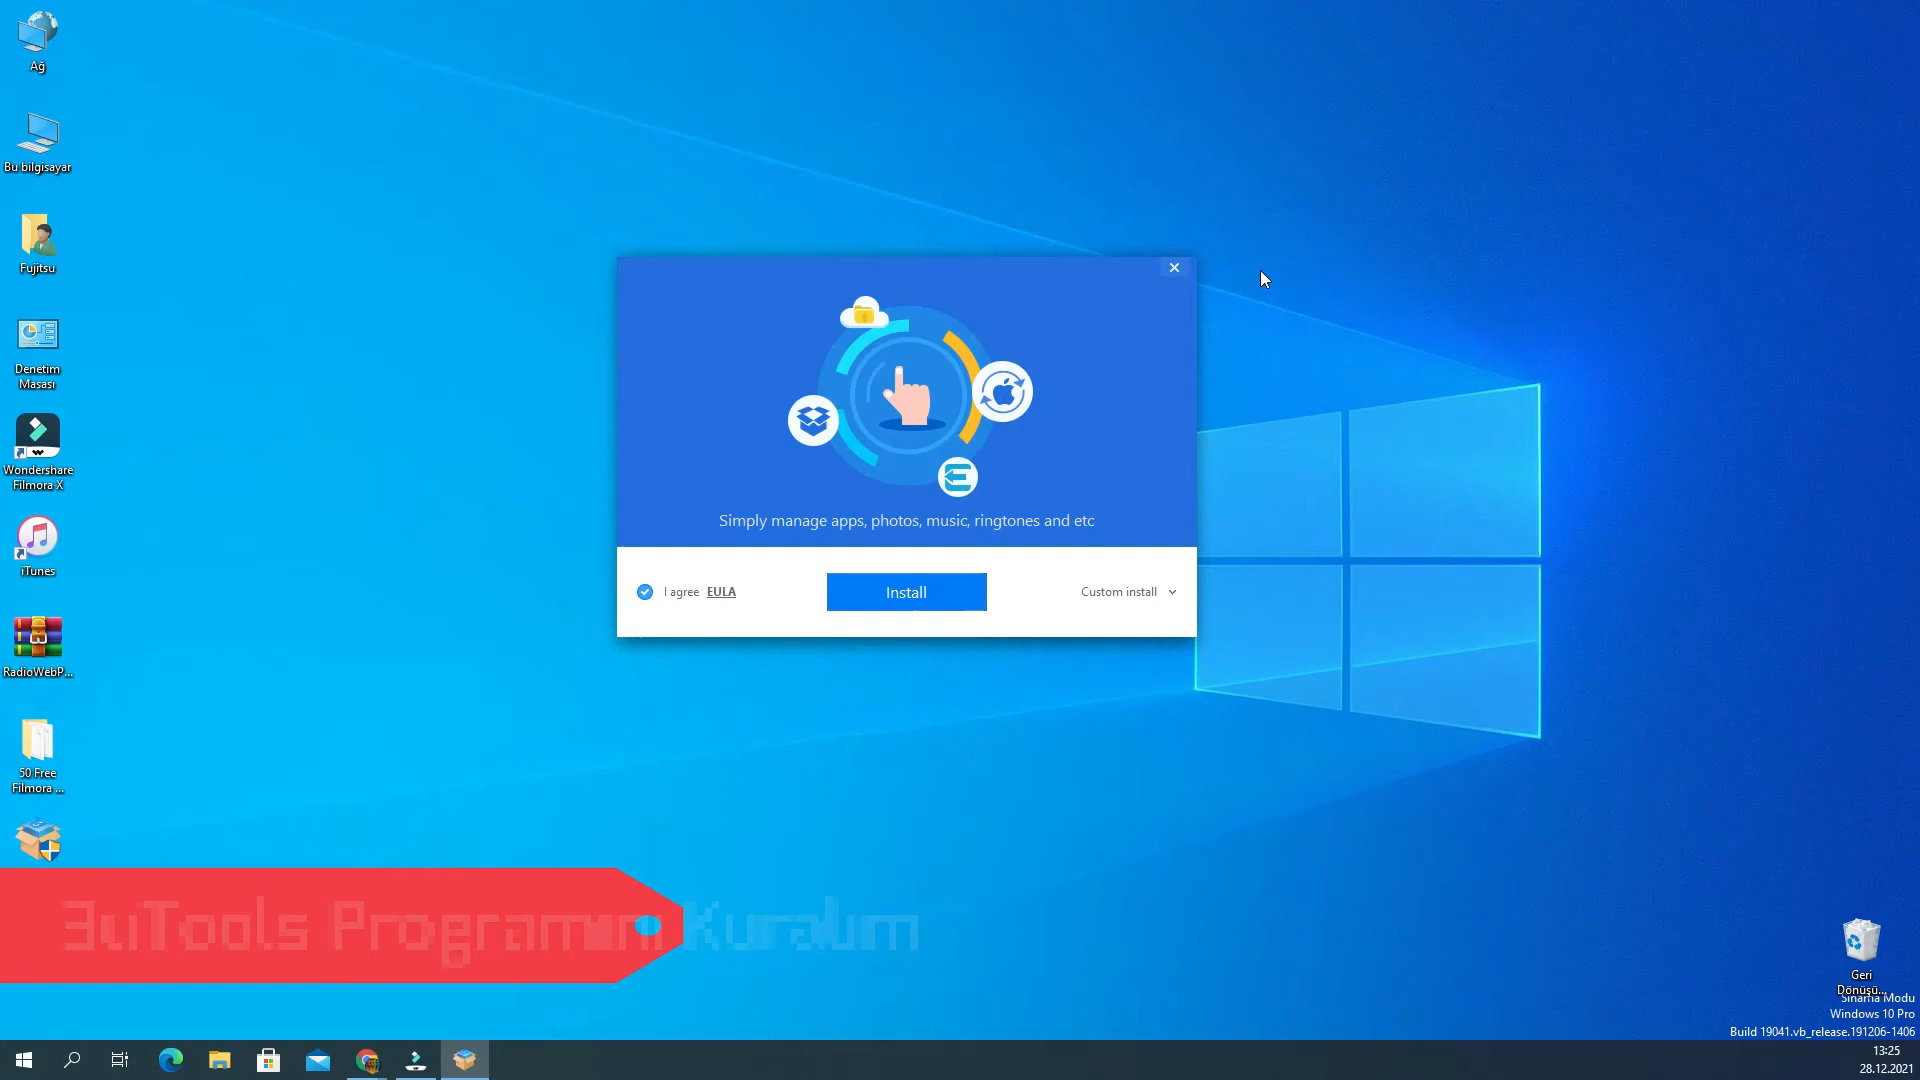 Ağ
Bu bilgisayar
Fujitsu
Denetim
Masası
Wondershare
Filmora X
iTunes
RadioWebP...
50 Free
Filmora ...
Simply manage apps, photos, music, ringtones and etc
I agree EULA
Install
Custom install
3uTools Programını Kuralım
Geri
Dönüşü...
Sınama Modu
Windows 10 Pro
Build 19041.vb_release.191206-1406
13:25
28.12.2021